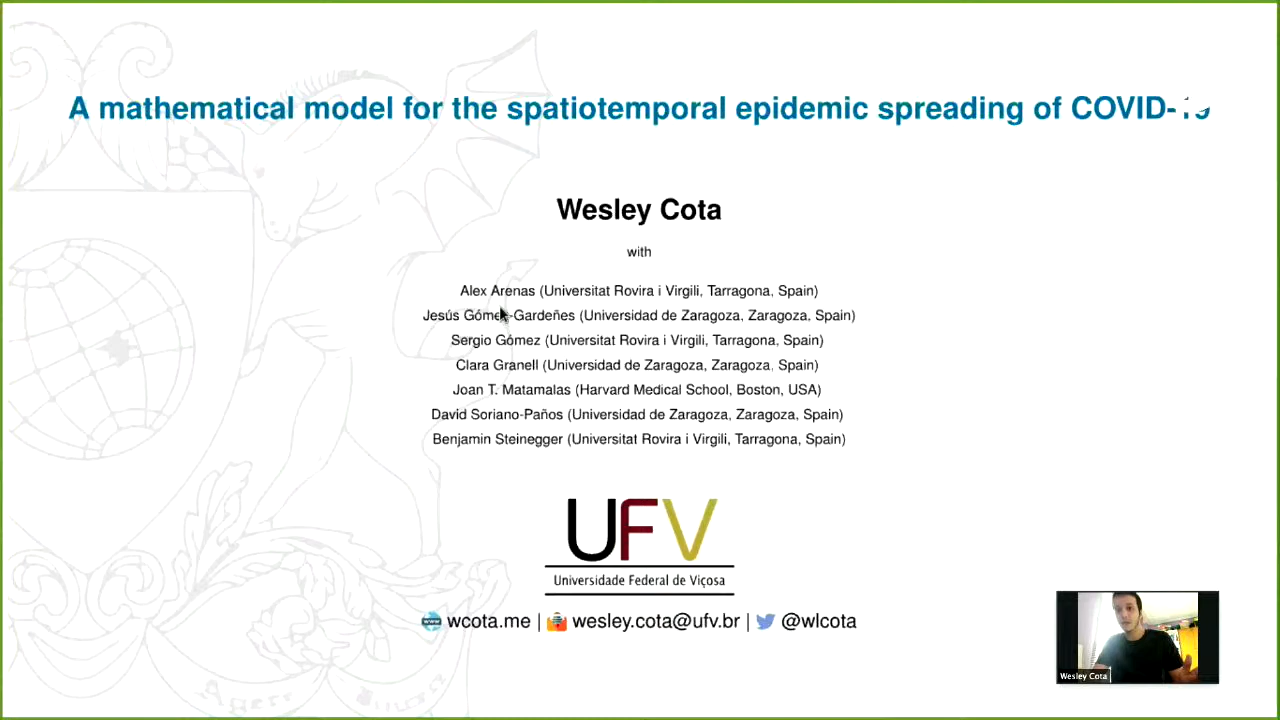 A mathematical model for the spatiotemporal epidemic spreading of COVID-19
Wesley Cota
with
Alex Arenas (Universitat Rovira i Virgili, Tarragona, Spain)
Jesús Gómez-Gardeñes (Universidad de Zaragoza, Zaragoza, Spain)
Sergio Gómez (Universitat Rovira i Virgili, Tarragona, Spain)
Clara Granell (Universidad de Zaragoza, Zaragoza, Spain)
Joan T. Matamalas (Harvard Medical School, Boston, USA)
David Soriano-Paños (Universidad de Zaragoza, Zaragoza, Spain)
Benjamin Steinegger (Universitat Rovira i Virgili, Tarragona, Spain)
UFV
Universidade Federal de Viçosa
wcota.me | wesley.cota@ufv.br | @wlcota
Wesley Cota